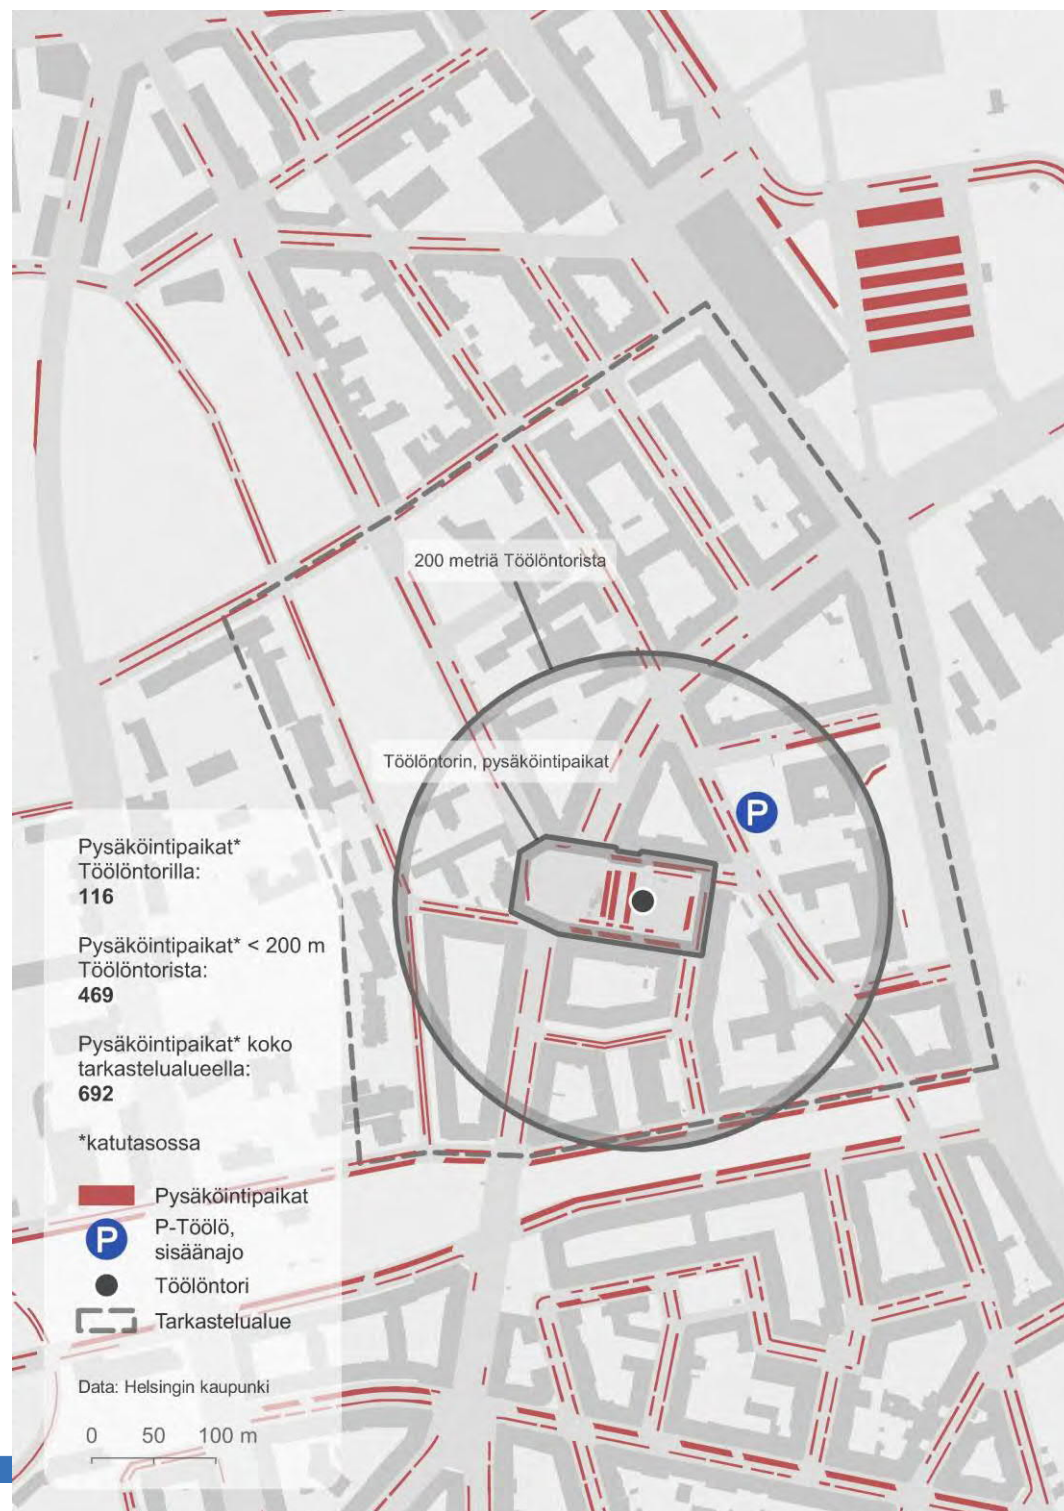 200 metriä Töölöntorista
Töölöntorin, pysäköintipaikat
P
Pysäköintipaikat*
Töölöntorilla:
116
Pysäköintipaikat* < 200 m
Töölöntorista:
469
Pysäköintipaikat* koko
tarkastelualueella:
692
*katutasossa
Pysäköintipaikat
P
P-Töölö,
sisäänajo
Töölöntori
Tarkastelualue
Data: Helsingin kaupunki
0 50 100 m